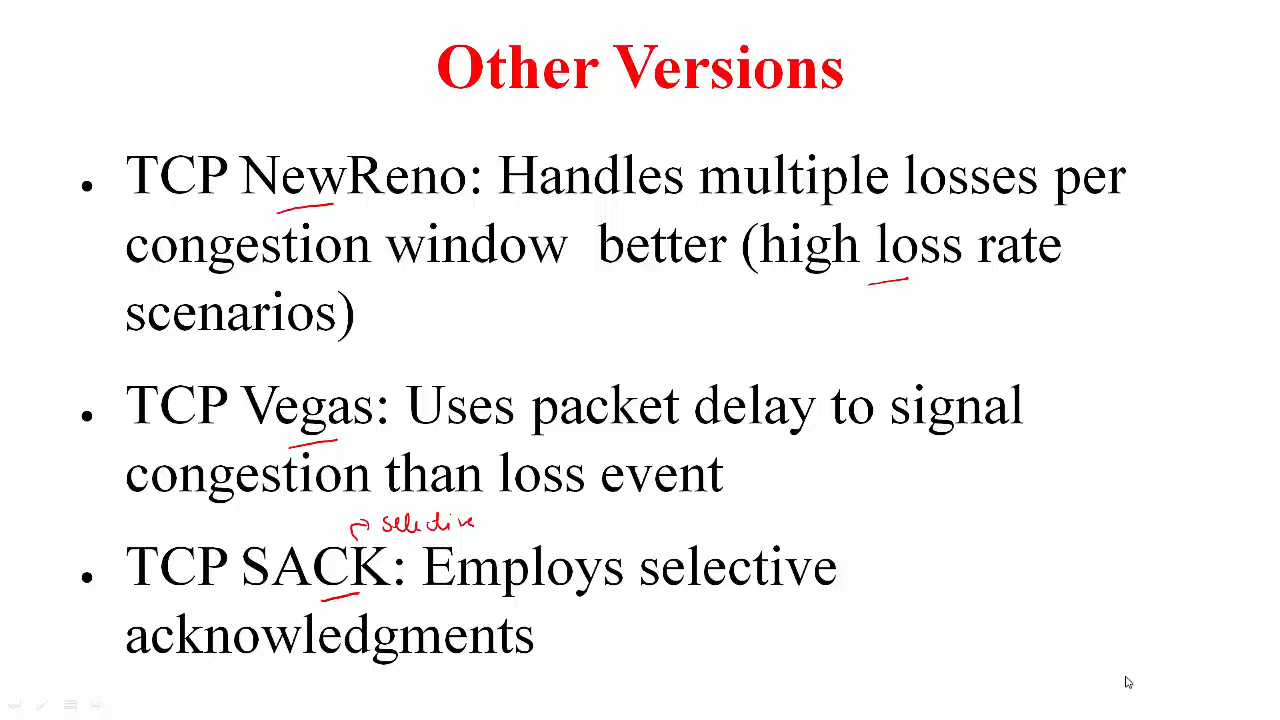 Other Versions
• TCP NewReno: Handles multiple losses per
congestion window better (high loss rate
scenarios)
• TCP Vegas: Uses packet delay to signal
congestion than loss event
selective
• TCP SACK: Employs selective
acknowledgments